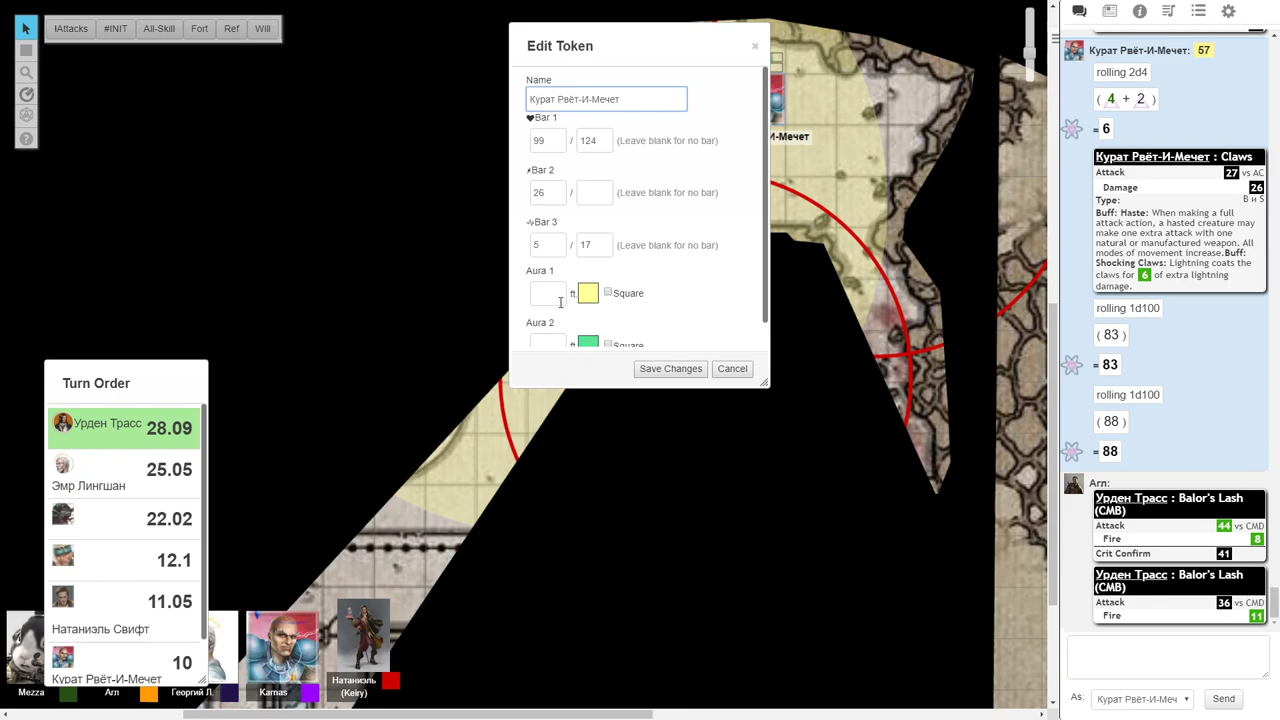 !Attacks #INIT All-Skill Fort Ref Will
И-Мечет
Edit Token
×
Name
Курат Рвёт-И-Мечет
Bar 1
99 / 124 (Leave blank for no bar)
Bar 2
26 / (Leave blank for no bar)
Bar 3
5 / 17 (Leave blank for no bar)
Aura 1
ft. Square
Aura 2
ft. Square
Save Changes Cancel
Turn Order
Урден Трасс 28.09
25.05
Эмр Лингшан
22.02
12.1
11.05
Натаниэль Свифт
10
Курат Рвёт-И-Мечет
Mezza
Агл
Георгий Л.
Karnas
Натаниэль
(Keiry)
Курат Рвёт-И-Мечет: 57
rolling 2d4
( 4 + 2 )
= 6
Курат Рвёт-И-Мечет : Claws
Attack 27 vs AC
Damage 26
Type: B и S
Buff: Haste: When making a full
attack action, a hasted creature may
make one extra attack with one
natural or manufactured weapon. All
modes of movement increase.Buff:
Shocking Claws: Lightning coats the
claws for 6 of extra lightning
damage.
rolling 1d100
( 83 )
= 83
rolling 1d100
( 88 )
= 88
Агл:
Урден Трасс : Balor's Lash
(CMB)
Attack 44 vs CMD
Fire 8
Crit Confirm 41
Урден Трасс : Balor's Lash
(CMB)
Attack 36 vs CMD
Fire 11
As: Курат Рвёт-И-Меч Send